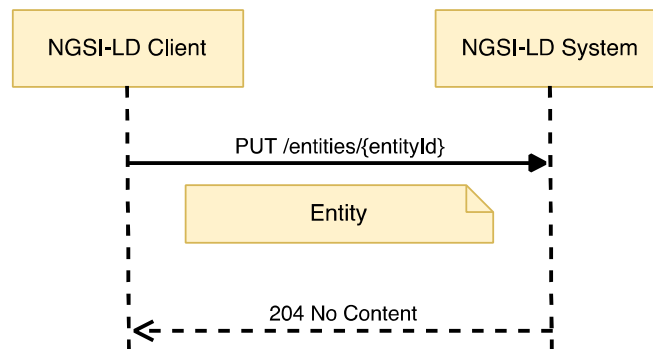 NGSI-LD Client
NGSI-LD System
PUT /entities/{entityId}
Entity
204 No Content